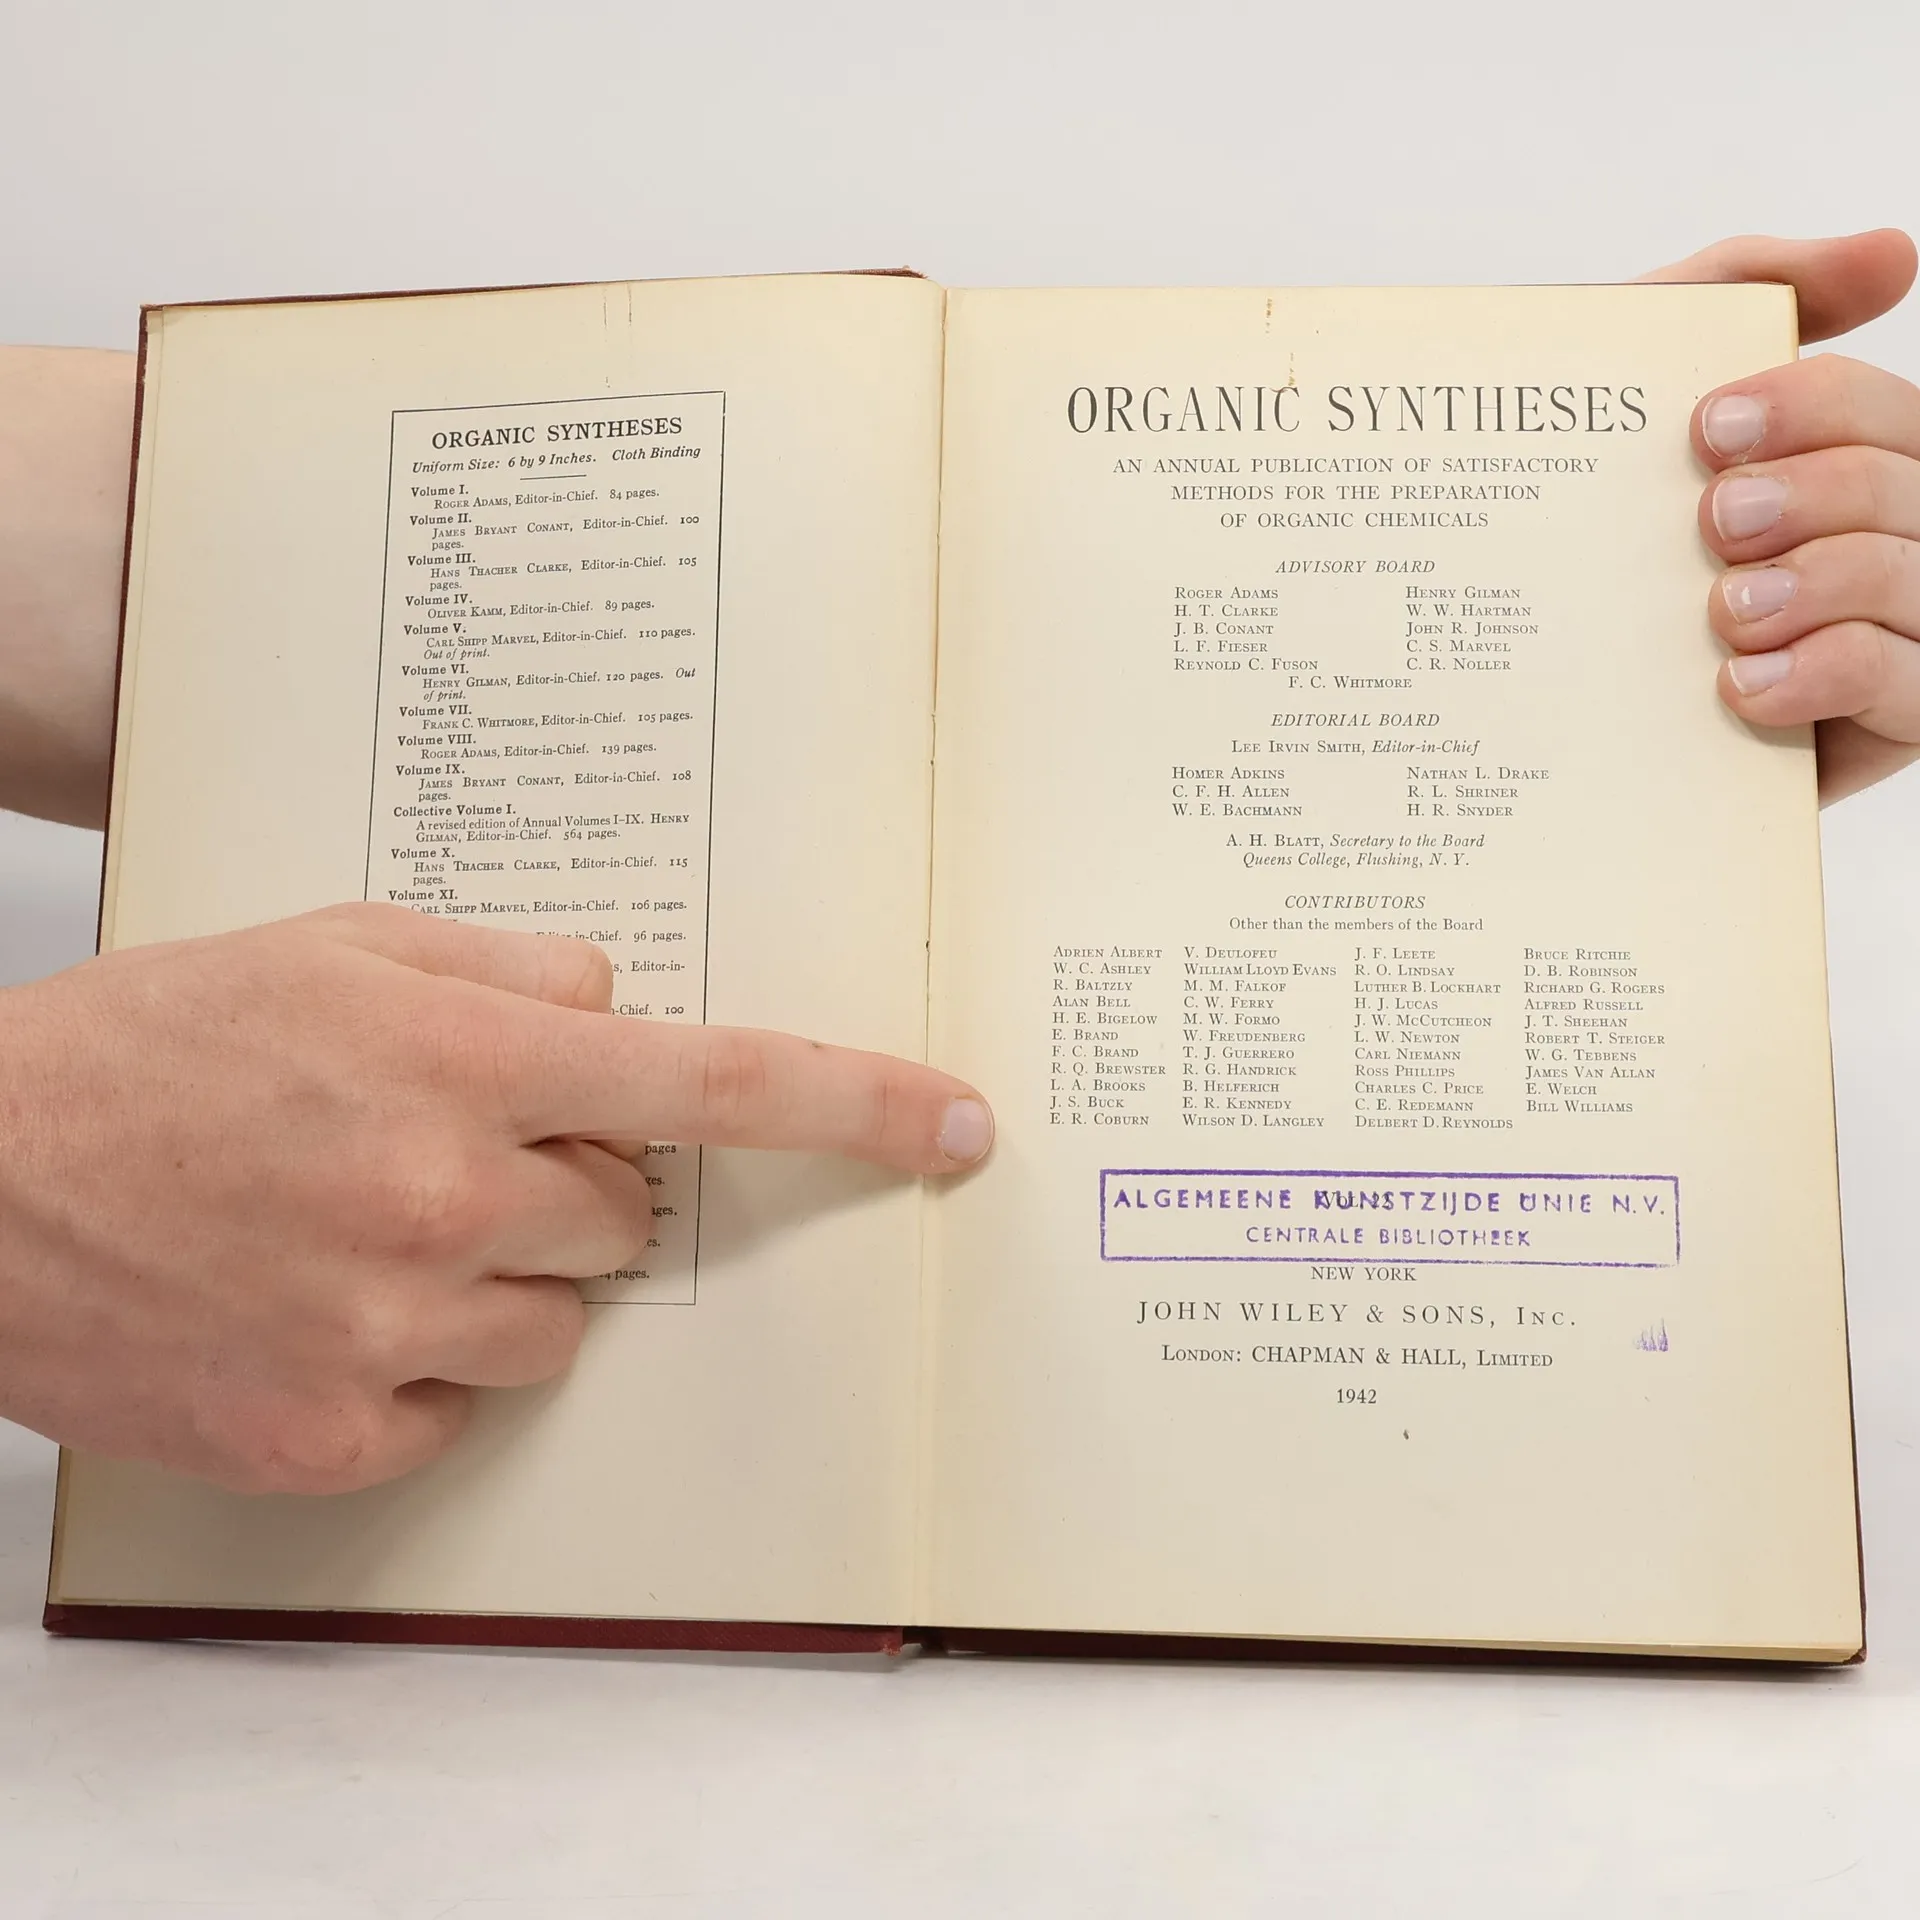 ORGANIC SYNTHESES
Uniform Size: 6 by 9 Inches. Cloth Binding
Volume I.
ROGER ADAMS, Editor-in-Chief. 84 pages.
Volume II.
JAMES BRYANT CONANT, Editor-in-Chief. 100
pages.
Volume III.
HANS THACHER CLARKE, Editor-in-Chief. 105
pages.
Volume IV.
OLIVER KAMM, Editor-in-Chief. 89 pages.
Volume V.
CARL SHIPP MARVEL, Editor-in-Chief. 110 pages.
Out of print.
Volume VI.
HENRY GILMAN, Editor-in-Chief. 120 pages. Out
of print.
Volume VII.
FRANK C. WHITMORE, Editor-in-Chief. 105 pages.
Volume VIII.
ROGER ADAMS, Editor-in-Chief. 139 pages.
Volume IX.
JAMES BRYANT CONANT, Editor-in-Chief. 108
pages.
Collective Volume I.
A revised edition of Annual Volumes I–IX. HENRY
GILMAN, Editor-in-Chief. 564 pages.
Volume X.
HANS THACHER CLARKE, Editor-in-Chief. 115
pages.
Volume XI.
CARL SHIPP MARVEL, Editor-in-Chief. 106 pages.
in-Chief. 96 pages.
Editor-in-
Chief. 100
pages
pages.
ORGANIC SYNTHESES
AN ANNUAL PUBLICATION OF SATISFACTORY
METHODS FOR THE PREPARATION
OF ORGANIC CHEMICALS
ADVISORY BOARD
ROGER ADAMS HENRY GILMAN
H. T. CLARKE W. W. HARTMAN
J. B. CONANT JOHN R. JOHNSON
L. F. FIESER C. S. MARVEL
REYNOLD C. FUSON C. R. NOLLER
F. C. WHITMORE
EDITORIAL BOARD
LEE IRVIN SMITH, Editor-in-Chief
HOMER ADKINS NATHAN L. DRAKE
C. F. H. ALLEN R. L. SHRINER
W. E. BACHMANN H. R. SNYDER
A. H. BLATT, Secretary to the Board
Queens College, Flushing, N. Y.
CONTRIBUTORS
Other than the members of the Board
ADRIEN ALBERT V. DEULOFEU J. F. LEETE BRUCE RITCHIE
W. C. ASHLEY WILLIAM LLOYD EVANS R. O. LINDSAY D. B. ROBINSON
R. BALTZLY M. M. FALKOF LUTHER B. LOCKHART RICHARD G. ROGERS
ALAN BELL C. W. FERRY H. J. LUCAS ALFRED RUSSELL
H. E. BIGELOW M. W. FORMO J. W. MCCUTCHEON J. T. SHEEHAN
E. BRAND W. FREUDENBERG L. W. NEWTON ROBERT T. STEIGER
F. C. BRAND T. J. GUERRERO CARL NIEMANN W. G. TEBBENS
R. Q. BREWSTER R. G. HANDRICK ROSS PHILLIPS JAMES VAN ALLAN
L. A. BROOKS B. HELFERICH CHARLES C. PRICE E. WELCH
J. S. BUCK E. R. KENNEDY C. E. REDEMANN BILL WILLIAMS
E. R. COBURN WILSON D. LANGLEY DELBERT D. REYNOLDS
VOL. 22
ALGEMEENE KUNSTZIJDE UNIE N.V.
CENTRALE BIBLIOTHEEK
NEW YORK
JOHN WILEY & SONS, INC.
LONDON: CHAPMAN & HALL, LIMITED
1942